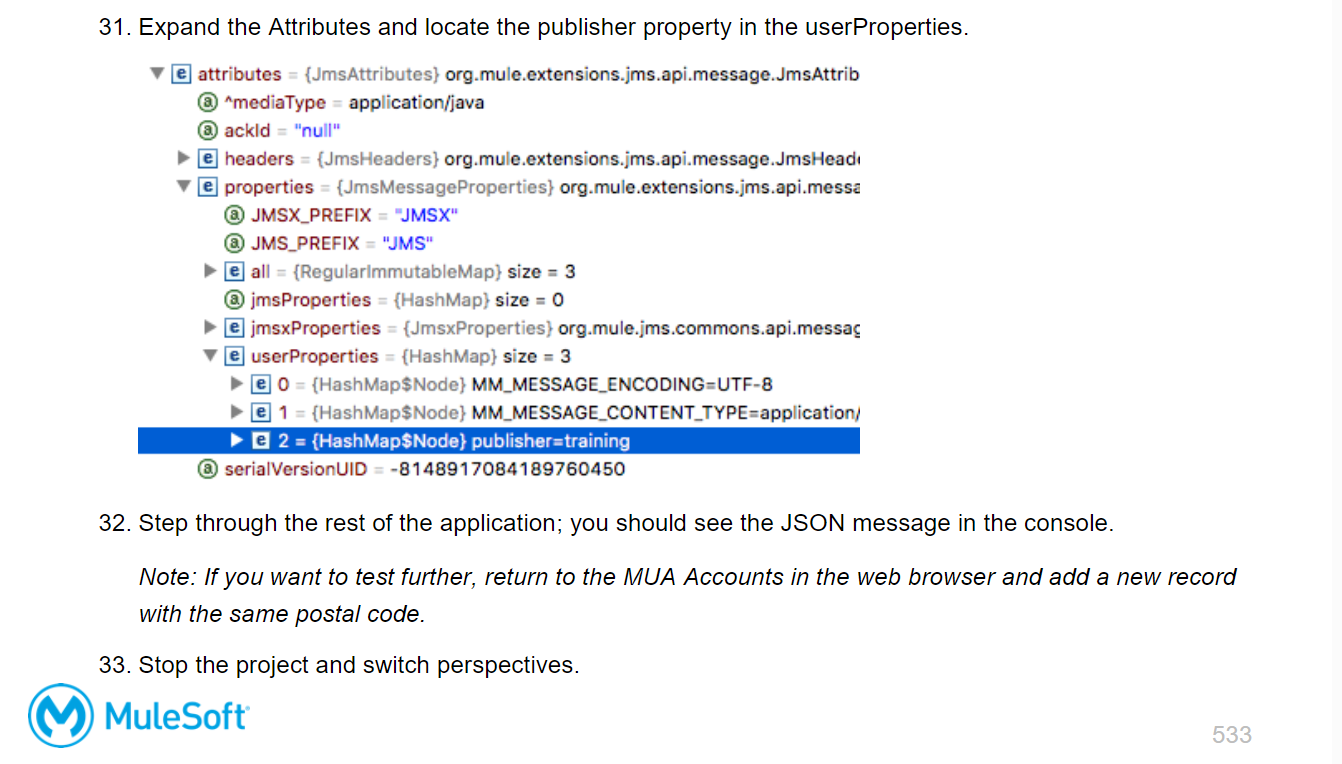 31. Expand the Attributes and locate the publisher property in the userProperties.
e attributes = {JmsAttributes} org.mule.extensions.jms.api.message.JmsAttrib
a ^mediaType = application/java
a ackId = "null"
e headers = {JmsHeaders} org.mule.extensions.jms.api.message.JmsHead
e properties = {JmsMessageProperties} org.mule.extensions.jms.api.messa
a JMSX_PREFIX = "JMSX"
a JMS_PREFIX = "JMS"
e all = {RegularImmutableMap} size = 3
a jmsProperties = {HashMap} size = 0
e jmsxProperties = {JmsxProperties} org.mule.jms.commons.api.messag
e userProperties = {HashMap} size = 3
e 0 = {HashMap$Node} MM_MESSAGE_ENCODING=UTF-8
e 1 = {HashMap$Node} MM_MESSAGE_CONTENT_TYPE=application/
e 2 = {HashMap$Node} publisher=training
a serialVersionUID = -8148917084189760450
32. Step through the rest of the application; you should see the JSON message in the console.
Note: If you want to test further, return to the MUA Accounts in the web browser and add a new record
with the same postal code.
33. Stop the project and switch perspectives.
MuleSoft
533